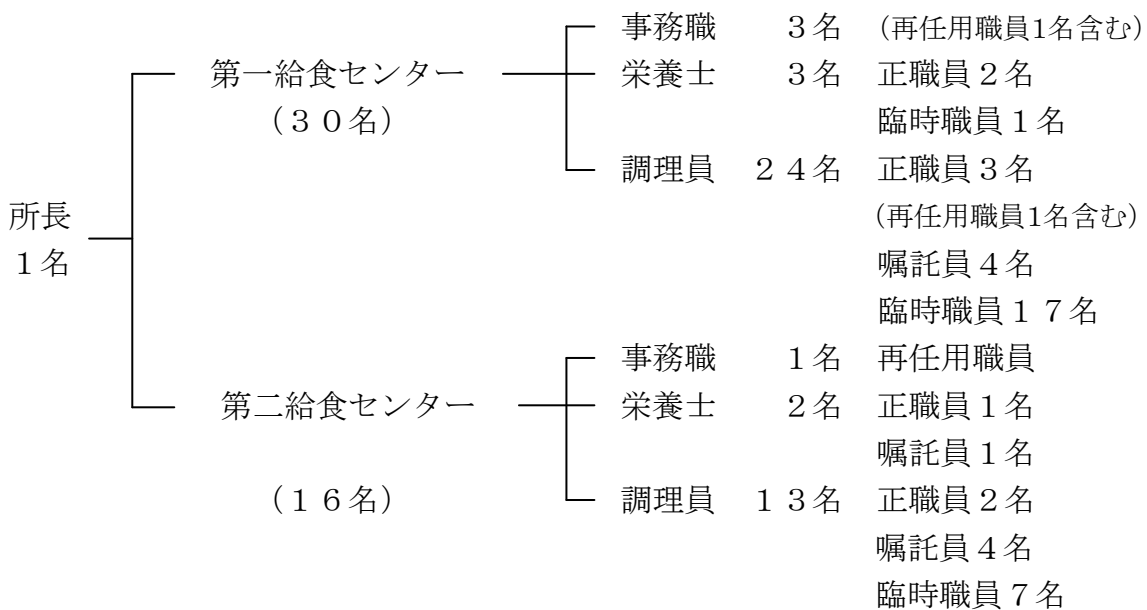 事務職 3名 (再任用職員1名含む)
第一給食センター 栄養士 3名 正職員2名
(30名) 臨時職員1名
調理員 24名 正職員3名
所長 (再任用職員1名含む)
1名 嘱託員4名
臨時職員17名
事務職 1名 再任用職員
第二給食センター 栄養士 2名 正職員1名
嘱託員1名
(16名) 調理員 13名 正職員2名
嘱託員4名
臨時職員7名